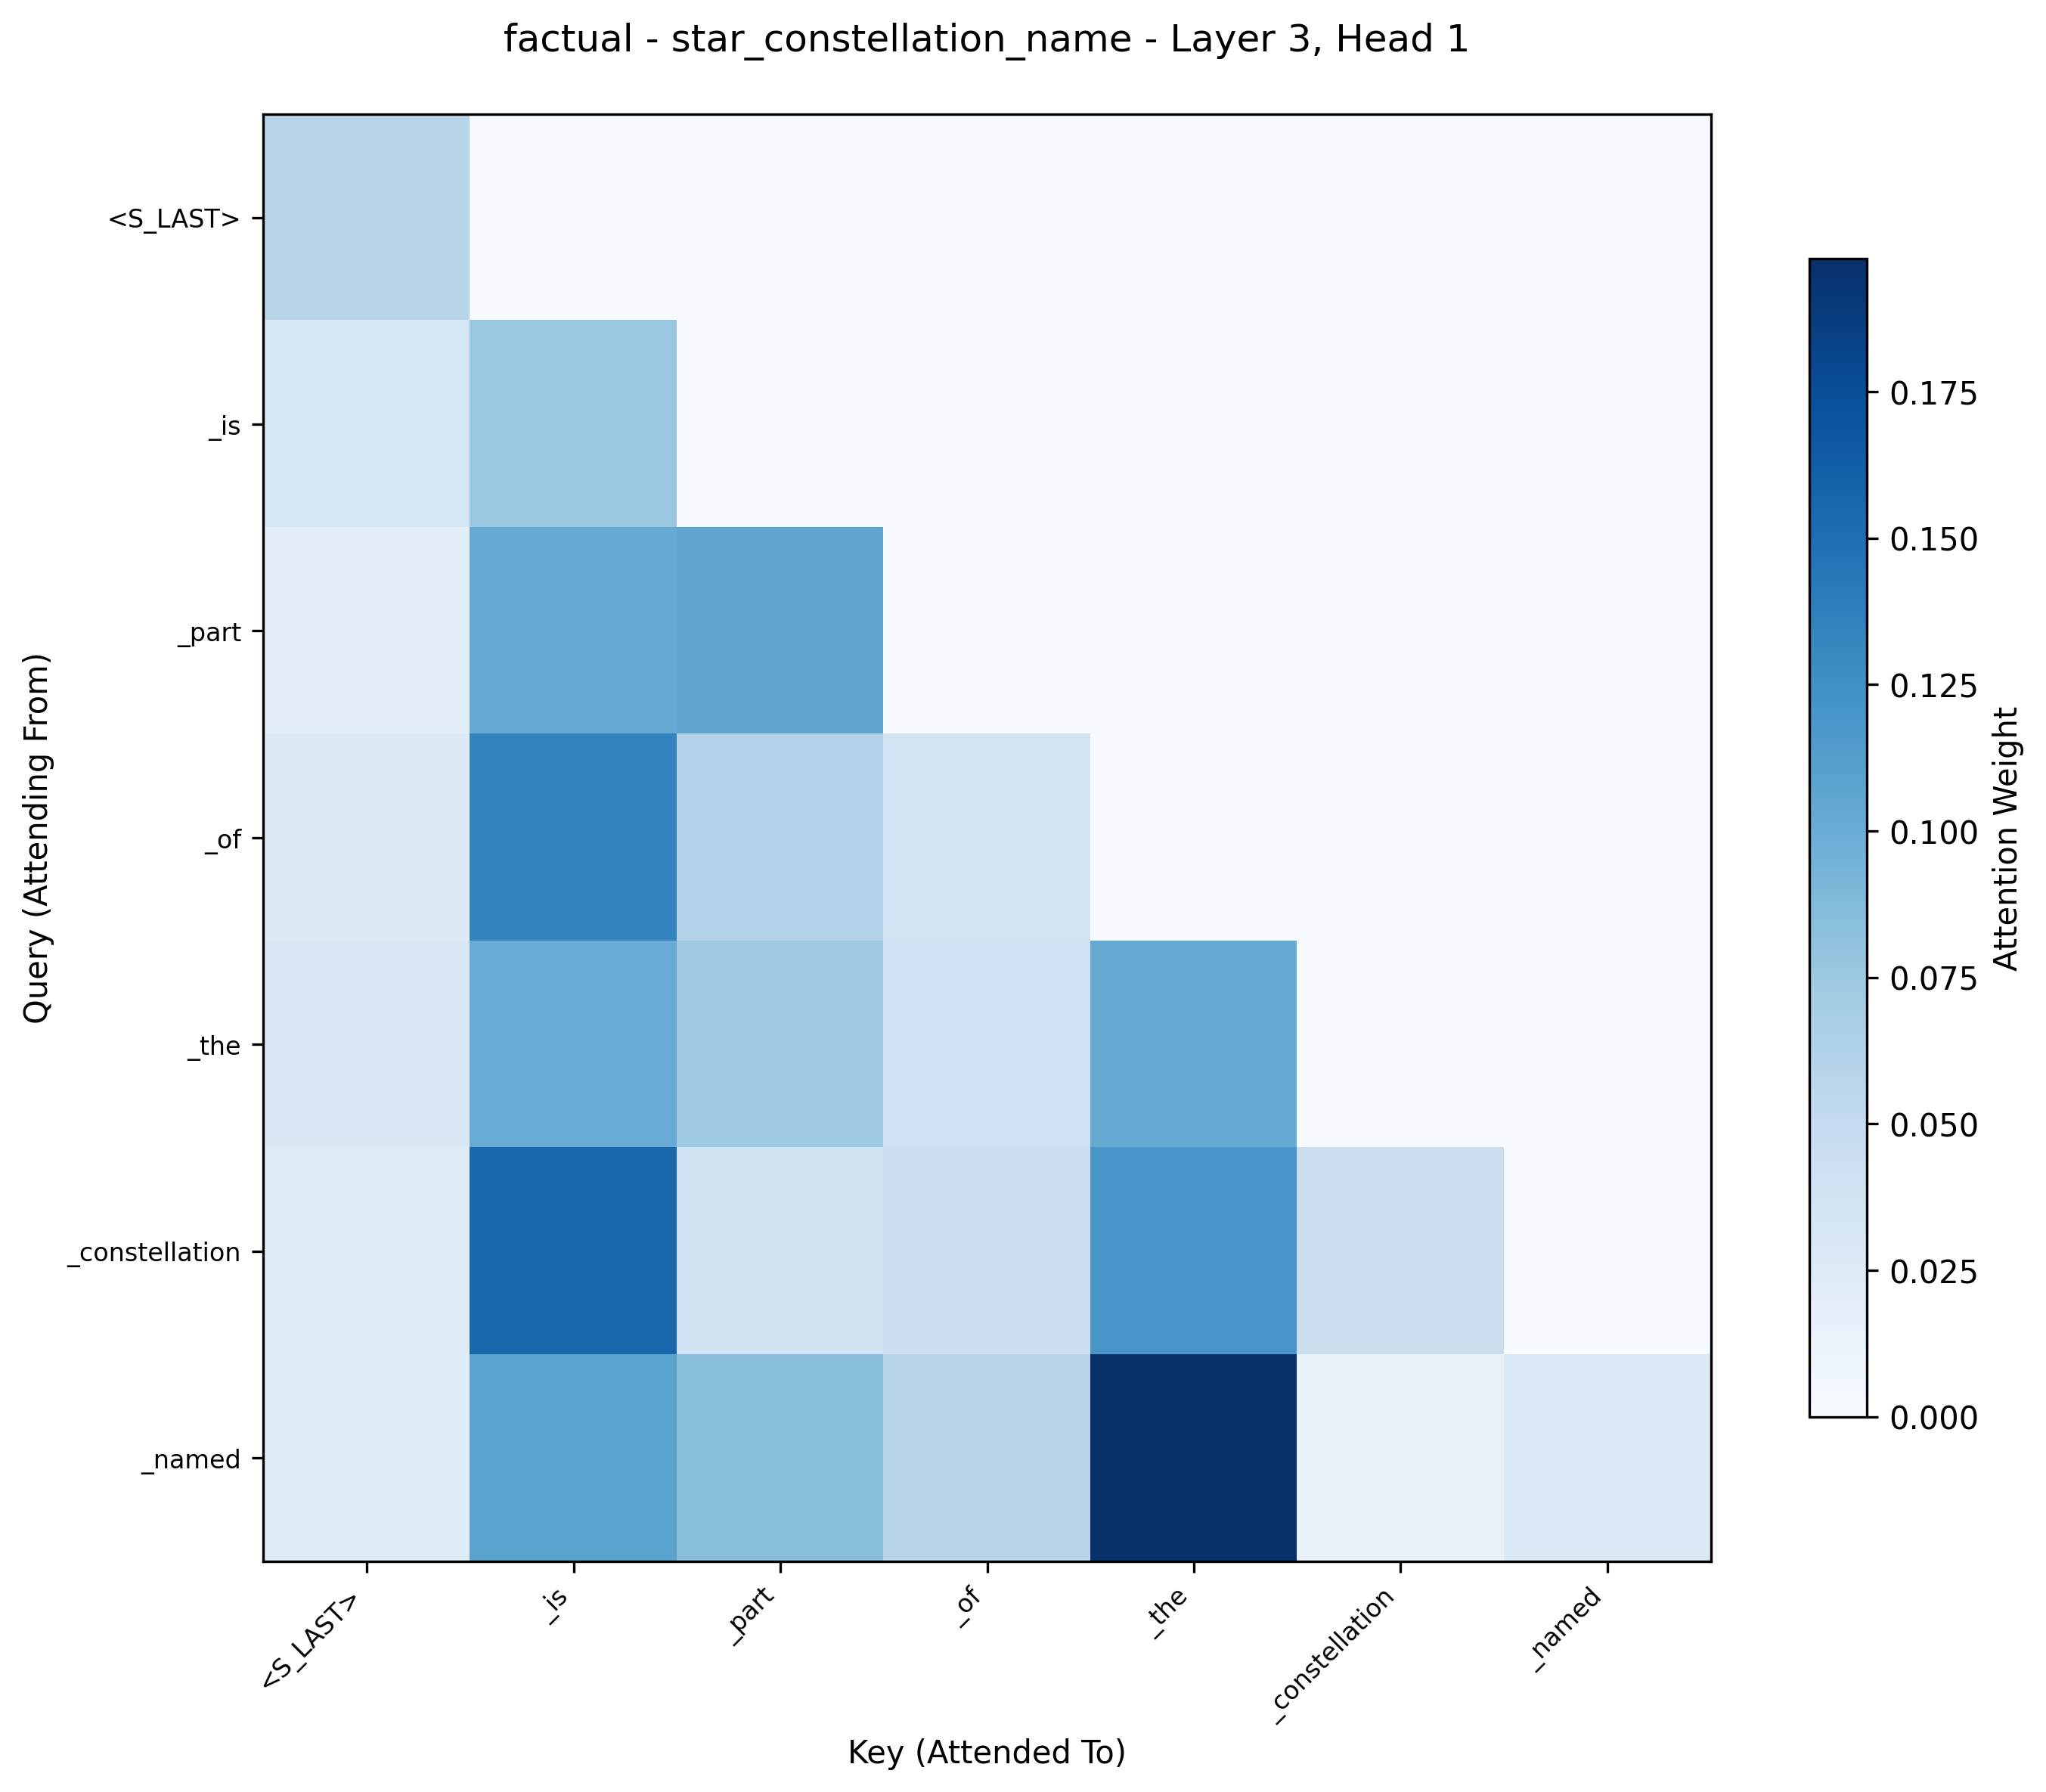 factual - star_constellation_name - Layer 3, Head 1
<S_LAST>
_is
_part
_of
_the
_constellation
_named
Query (Attending From)
<S_LAST>
_is
_part
_of
_the
_constellation
_named
Key (Attended To)
0.175
0.150
0.125
0.100
0.075
0.050
0.025
0.000
Attention Weight